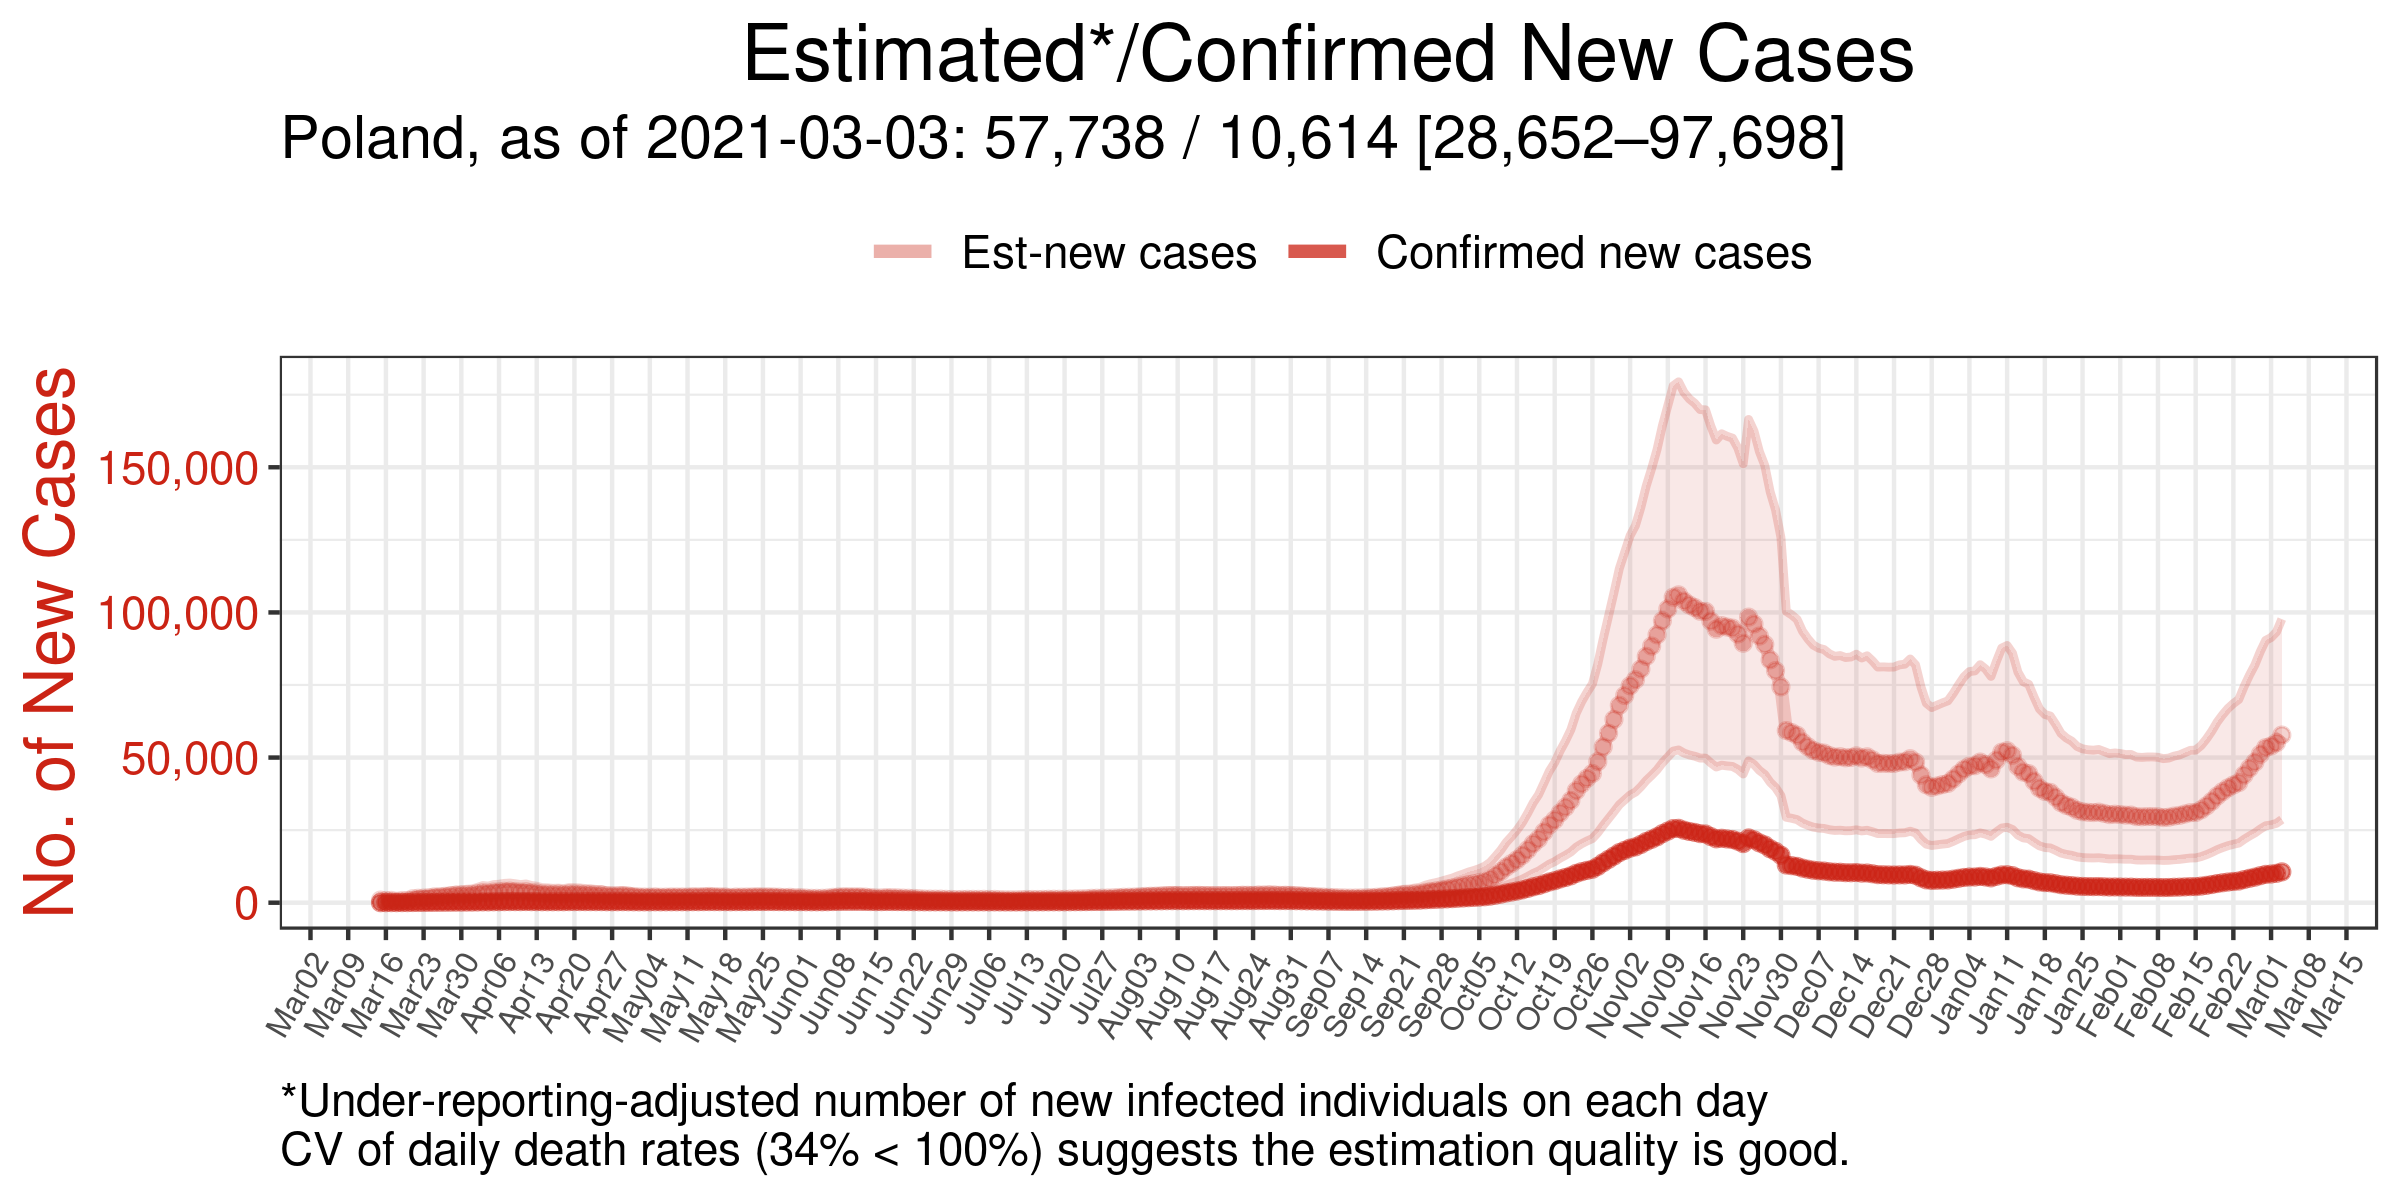 Estimated*/Confirmed New Cases
Poland, as of 2021-03-03: 57,738 / 10,614 [28,652–97,698]
Est-new cases Confirmed new cases
No. of New Cases
150,000
100,000
50,000
0
Mar02 Mar09 Mar16 Mar23 Mar30 Apr06 Apr13 Apr20 Apr27 May04 May11 May18 May25 Jun01 Jun08 Jun15 Jun22 Jun29 Jul06 Jul13 Jul20 Jul27 Aug03 Aug10 Aug17 Aug24 Aug31 Sep07 Sep14 Sep21 Sep28 Oct05 Oct12 Oct19 Oct26 Nov02 Nov09 Nov16 Nov23 Nov30 Dec07 Dec14 Dec21 Dec28 Jan04 Jan11 Jan18 Jan25 Feb01 Feb08 Feb15 Feb22 Mar01 Mar08 Mar15
*Under-reporting-adjusted number of new infected individuals on each day
CV of daily death rates (34% < 100%) suggests the estimation quality is good.